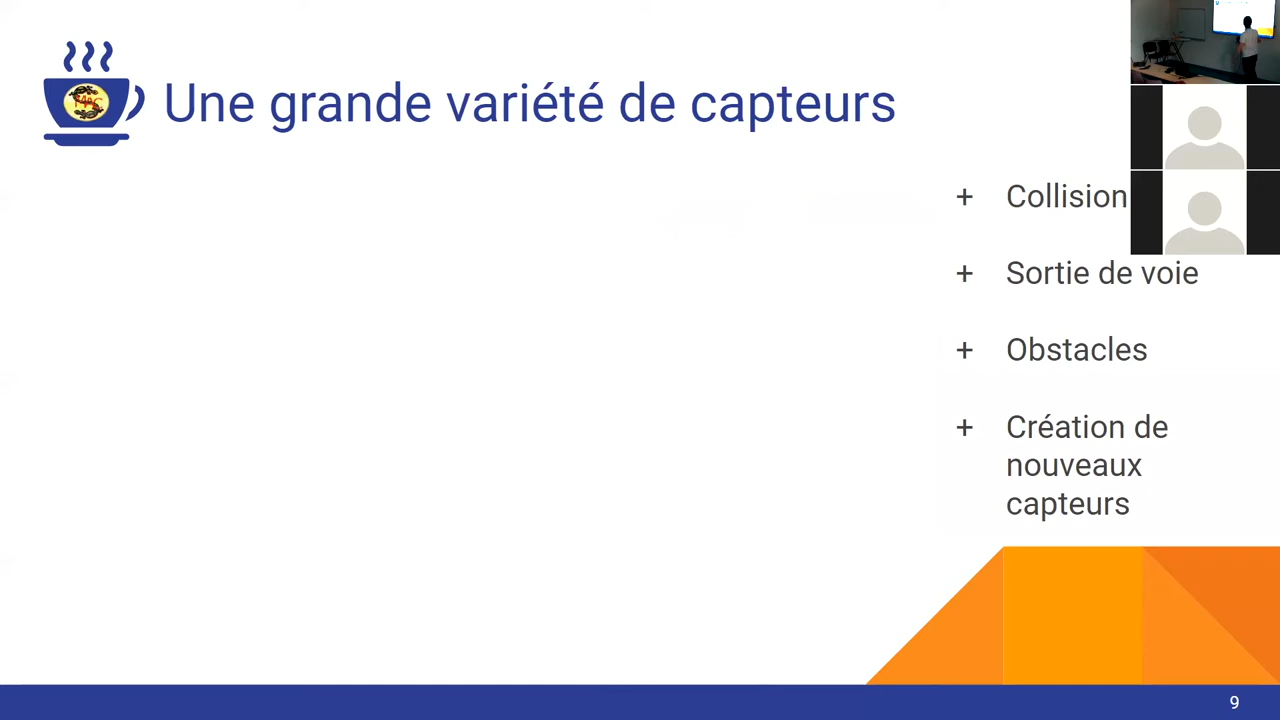 Une grande variété de capteurs
+ Collision
+ Sortie de voie
+ Obstacles
+ Création de
nouveaux
capteurs
9